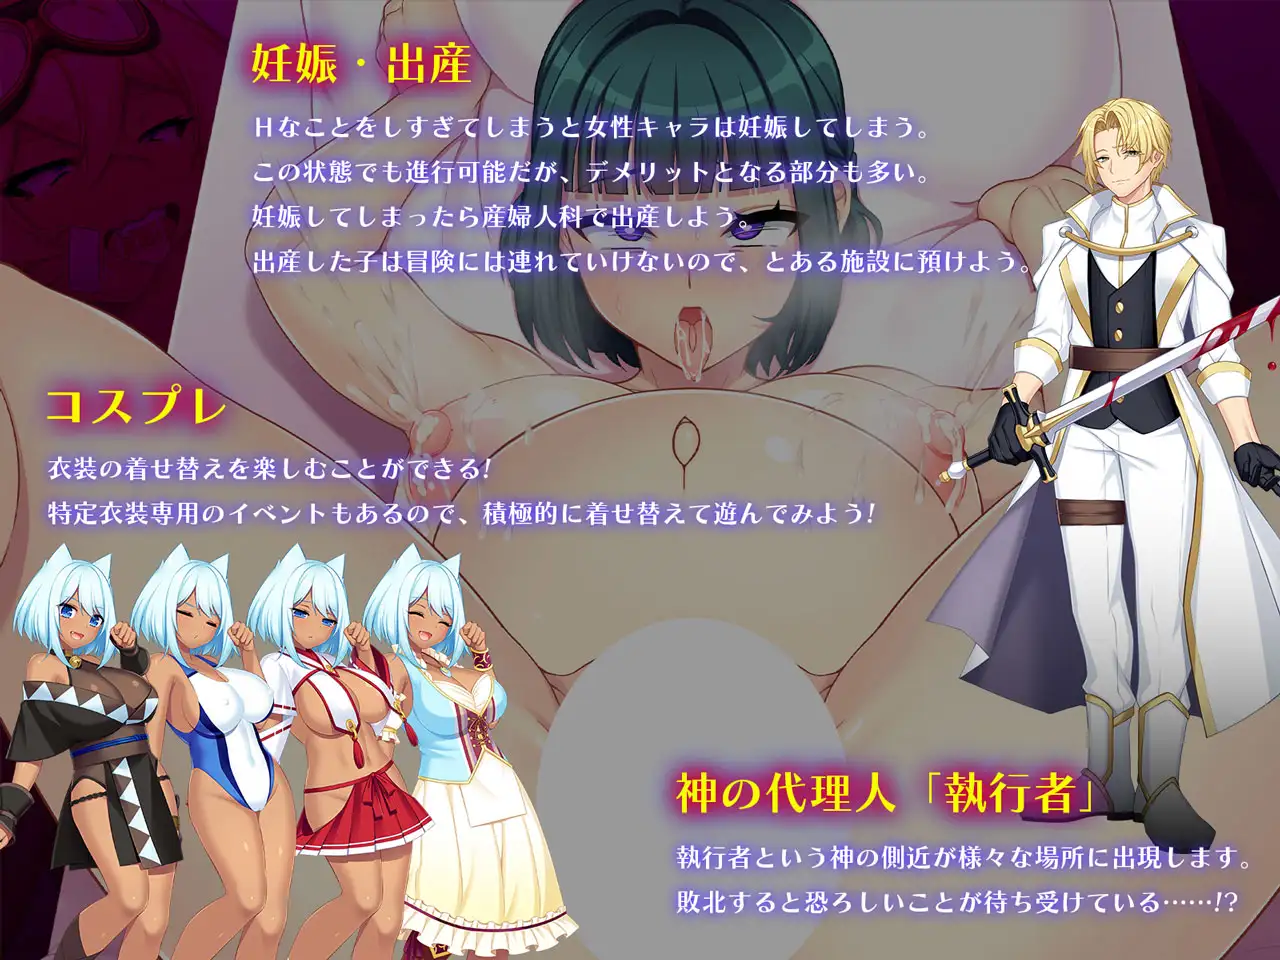 妊娠・出産
Hなことをしすぎてしまうと女性キャラは妊娠してしまう。
この状態でも進行可能だが、デメリットとなる部分も多い。
妊娠してしまったら産婦人科で出産しよう。
出産した子は冒険には連れていけないので、とある施設に預けよう。
コスプレ
衣装の着せ替えを楽しむことができる!
特定衣装専用のイベントもあるので、積極的に着せ替えて遊んでみよう!
神の代理人「執行者」
執行者という神の側近が様々な場所に出現します。
敗北すると恐ろしいことが待ち受けている……!?